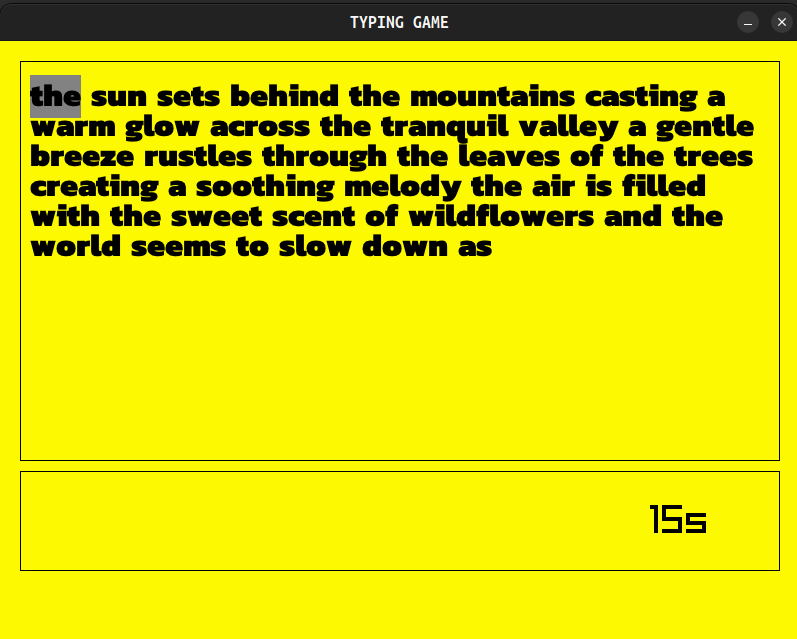 TYPING GAME
the sun sets behind the mountains casting a
warm glow across the tranquil valley a gentle
breeze rustles through the leaves of the trees
creating a soothing melody the air is filled
with the sweet scent of wildflowers and the
world seems to slow down as
15s